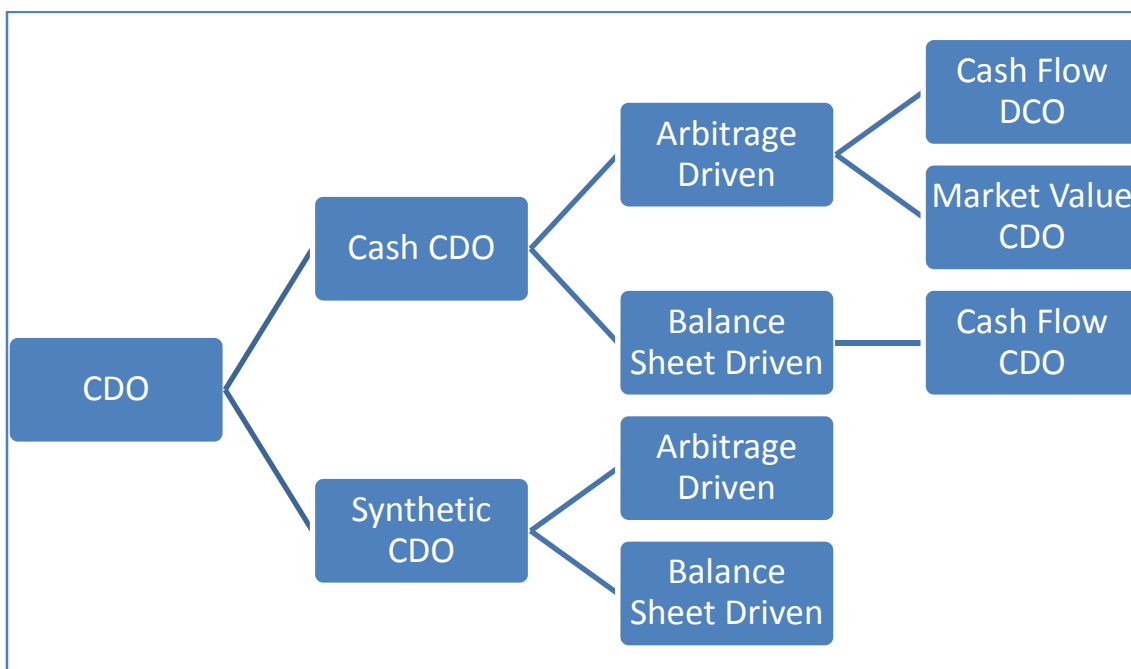 CDO
Cash CDO
Arbitrage
Driven
Cash Flow
DCO
Market Value
CDO
Balance
Sheet Driven
Cash Flow
CDO
Synthetic
CDO
Arbitrage
Driven
Balance
Sheet Driven